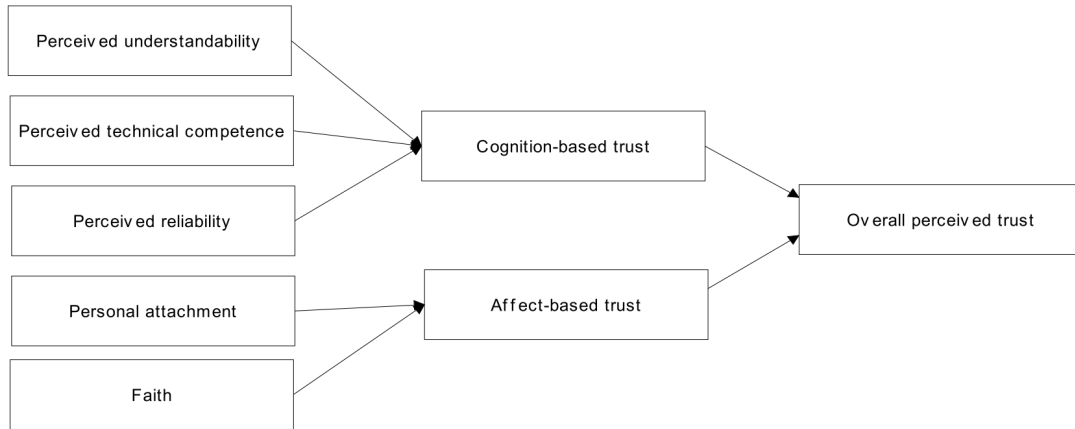 Perceived understandability
Perceived technical competence
Perceived reliability
Personal attachment
Faith
Cognition-based trust
Affect-based trust
Overall perceived trust